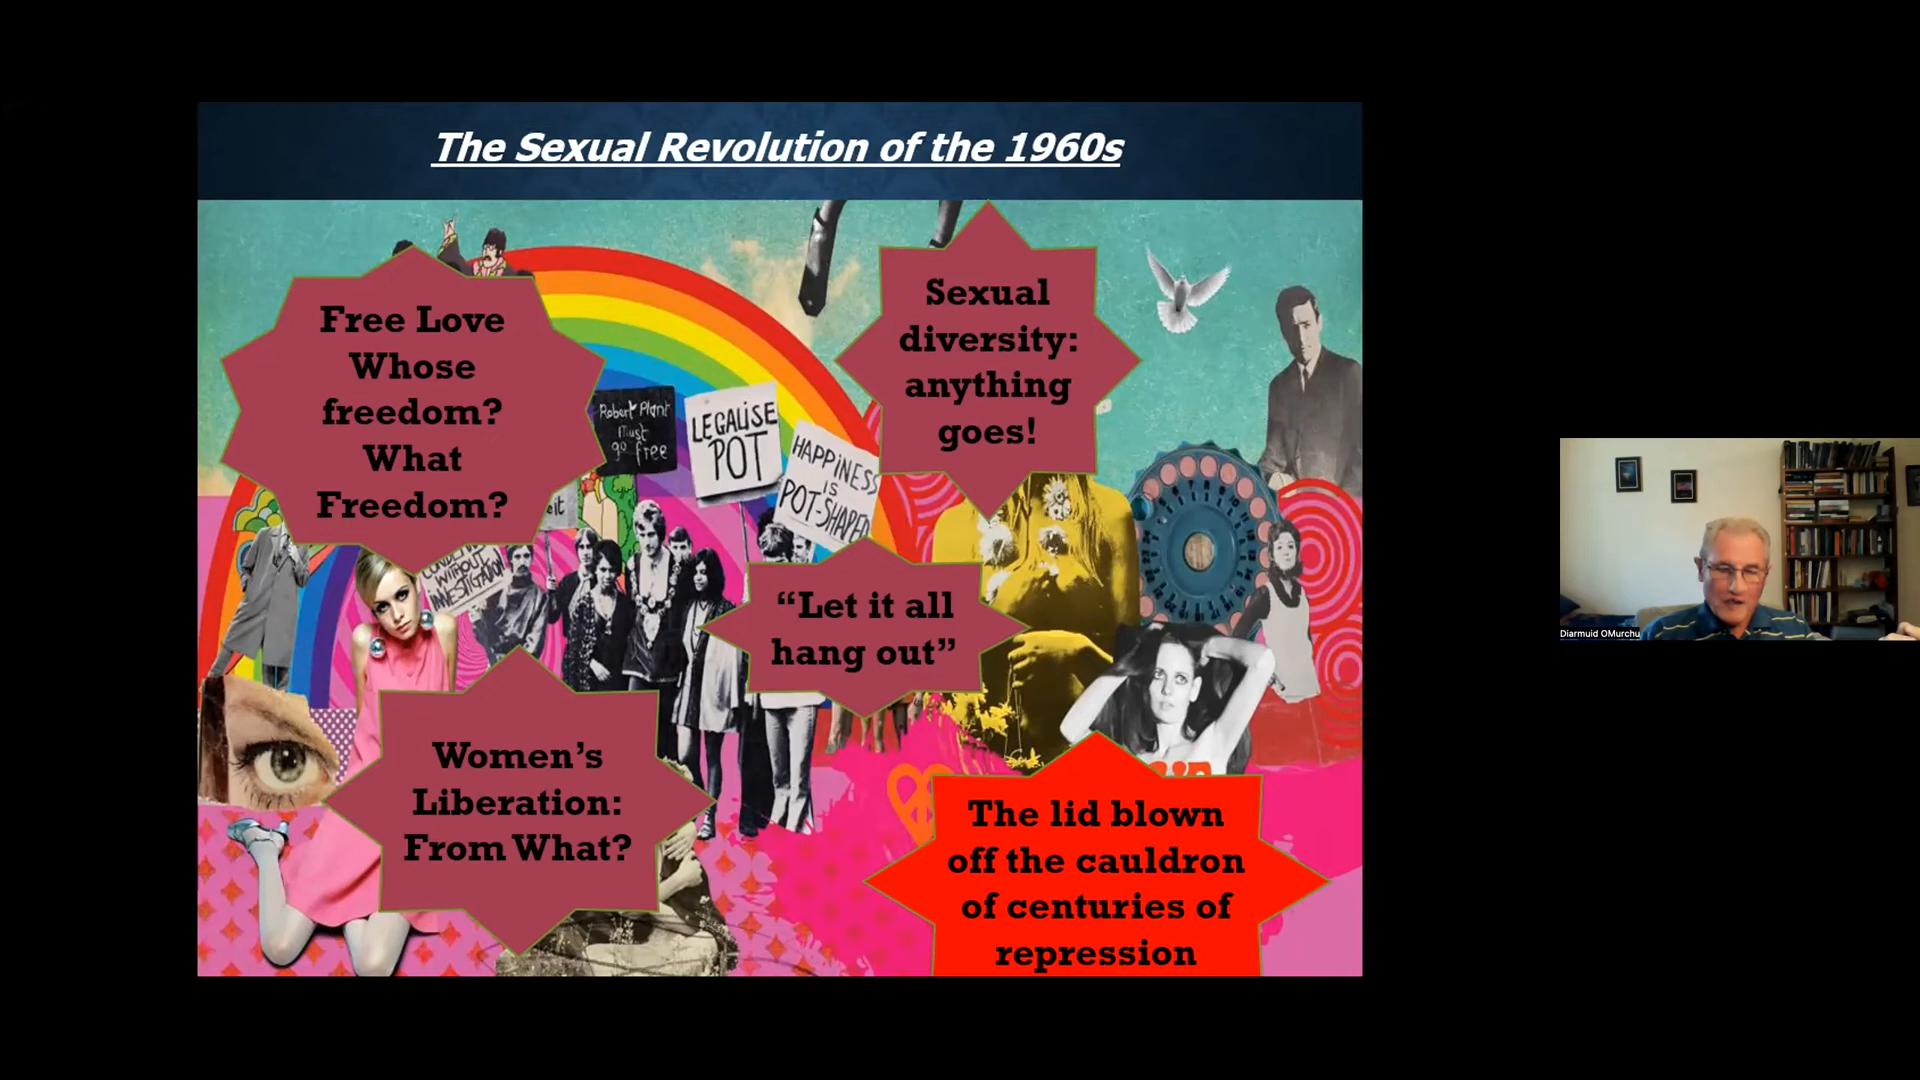 The Sexual Revolution of the 1960s
Free Love
Whose
freedom?
What
Freedom?
Sexual
diversity:
anything
goes!
Robert Plant
Must
go free
LEGALISE
POT
HAPPINESS
IS
POT-SHAPED
WITHOUT
INVESTIGATION
"Let it all
hang out"
Women's
Liberation:
From What?
The lid blown
off the cauldron
of centuries of
repression
Diarmuid OMurchu